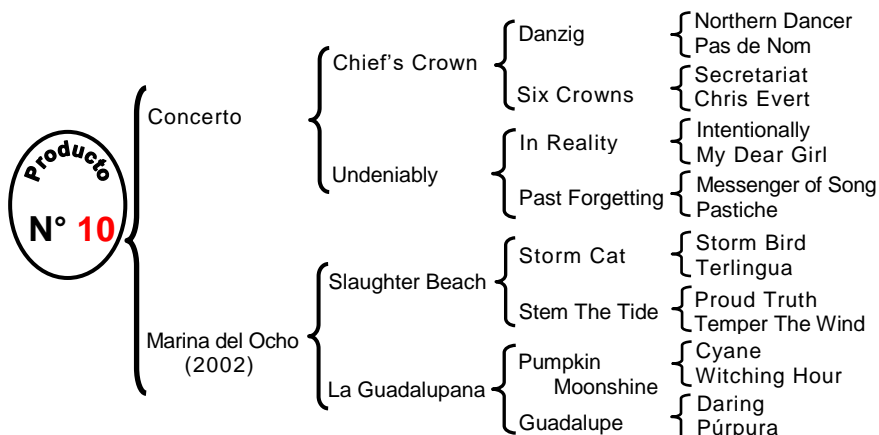 Producto
N° 10
Concerto
Marina del Ocho
(2002)
Chief's Crown
Undeniably
Slaughter Beach
La Guadalupana
Danzig
Six Crowns
In Reality
Past Forgetting
Storm Cat
Stem The Tide
Pumpkin
Moonshine
Guadalupe
Northern Dancer
Pas de Nom
Secretariat
Chris Evert
Intentionally
My Dear Girl
Messenger of Song
Pastiche
Storm Bird
Terlingua
Proud Truth
Temper The Wind
Cyane
Witching Hour
Daring
Púrpura